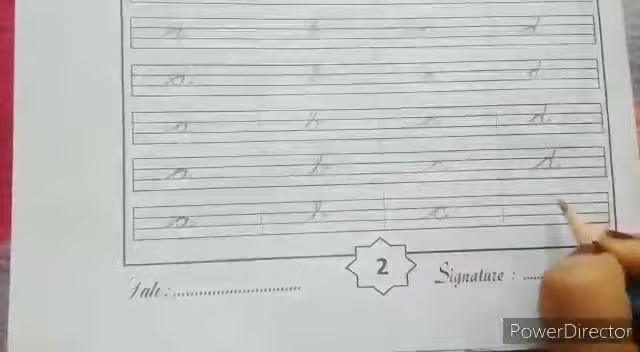 a b c d
a b c d
a b c d
a b c d
a b c
Date : ............................ 2 Signature : ......
PowerDirector